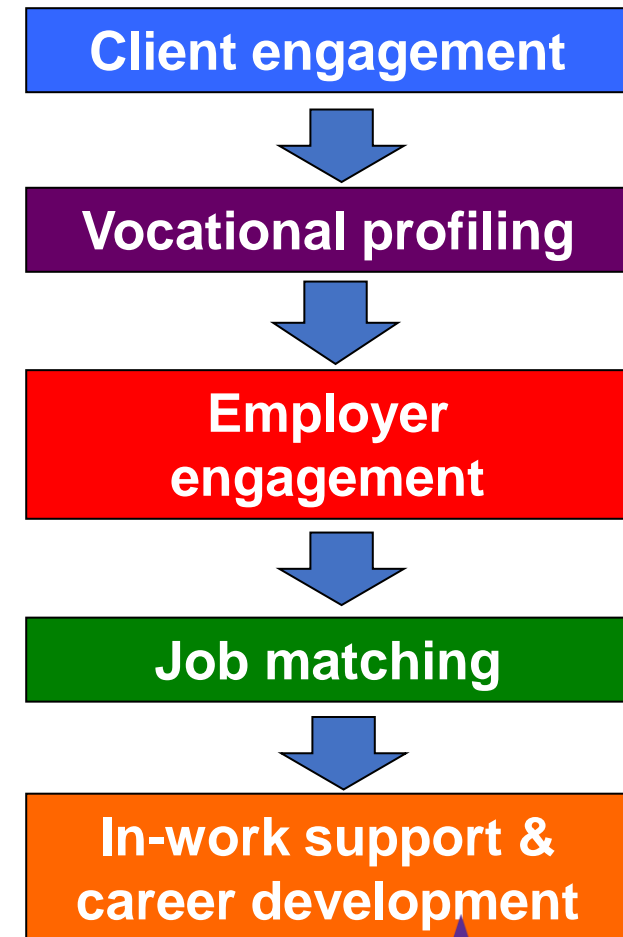 Client engagement
Vocational profiling
Employer
engagement
Job matching
In-work support &
career development